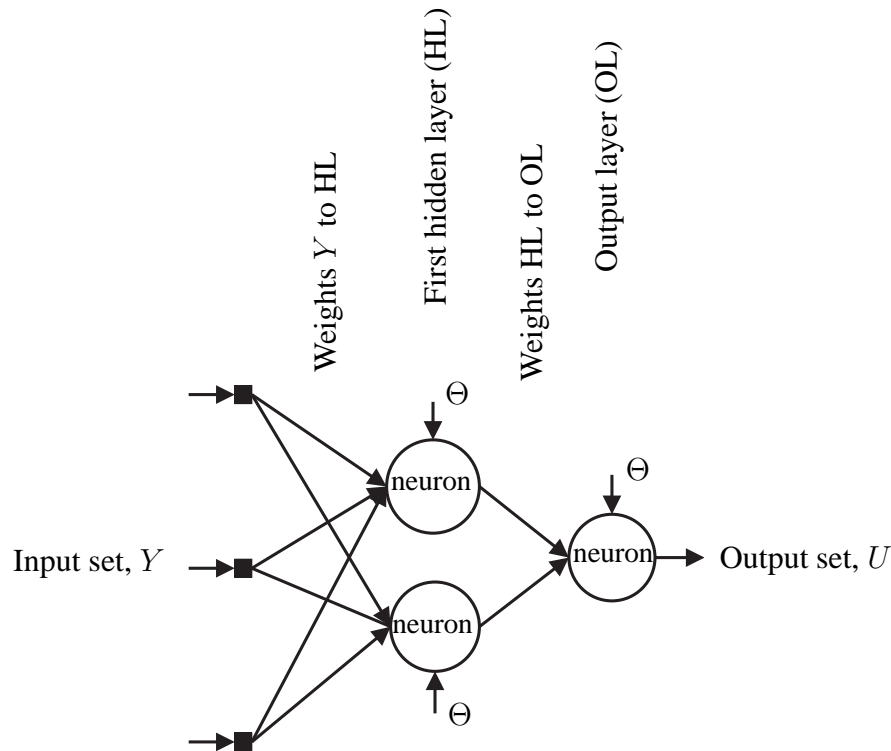 Weights Y to HL
First hidden layer (HL)
Weights HL to OL
Output layer (OL)
Θ
neuron
Θ
Input set, Y
neuron
Output set, U
neuron
Θ